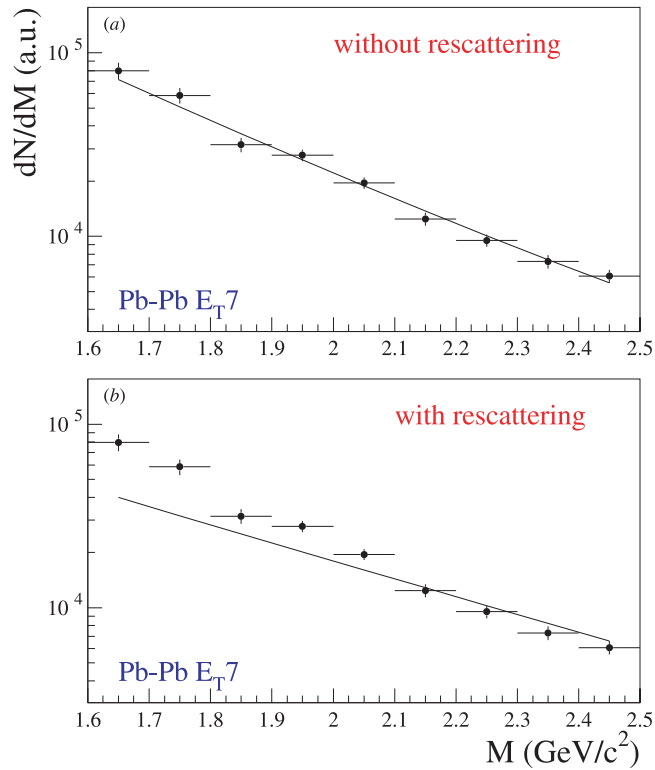 (a)
without rescattering
dN/dM (a.u.)
10^5
10^4
Pb-Pb E_T7
1.6 1.7 1.8 1.9 2 2.1 2.2 2.3 2.4 2.5
(b)
with rescattering
10^5
10^4
Pb-Pb E_T7
1.6 1.7 1.8 1.9 2 2.1 2.2 2.3 2.4 2.5
M (GeV/c^2)